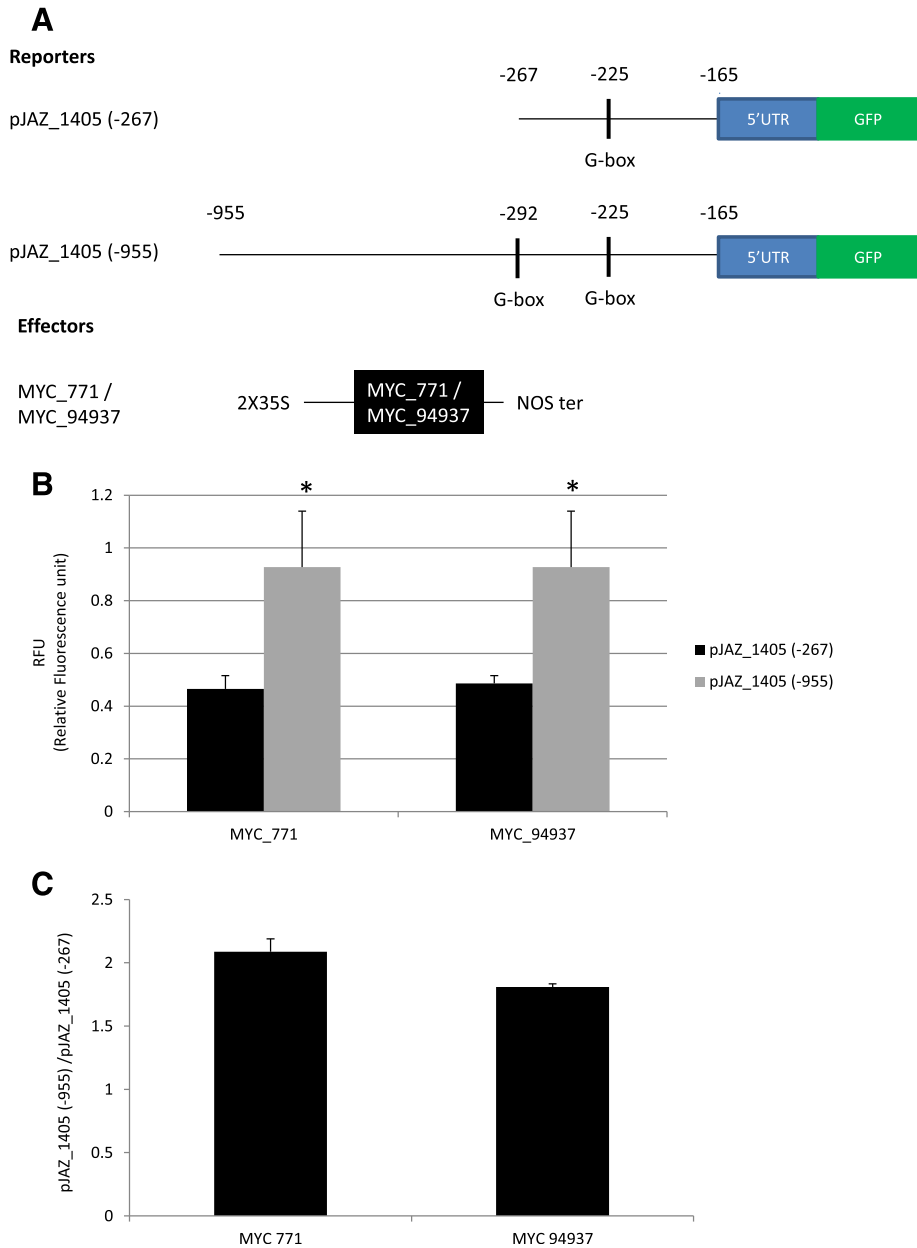 A
Reporters
-267 -225 -165
pJAZ_1405 (-267)
5'UTR GFP
G-box
-955 -292 -225 -165
pJAZ_1405 (-955)
5'UTR GFP
G-box G-box
Effectors
MYC_771 /
MYC_94937
2X35S
MYC_771 /
MYC_94937
NOS ter
B
* *
1.2
1
0.8
0.6
0.4
0.2
0
RFU
(Relative Fluorescence unit)
MYC_771 MYC_94937
pJAZ_1405 (-267)
pJAZ_1405 (-955)
C
2.5
2
1.5
1
0.5
0
pJAZ_1405 (-955) /pJAZ_1405 (-267)
MYC 771 MYC 94937